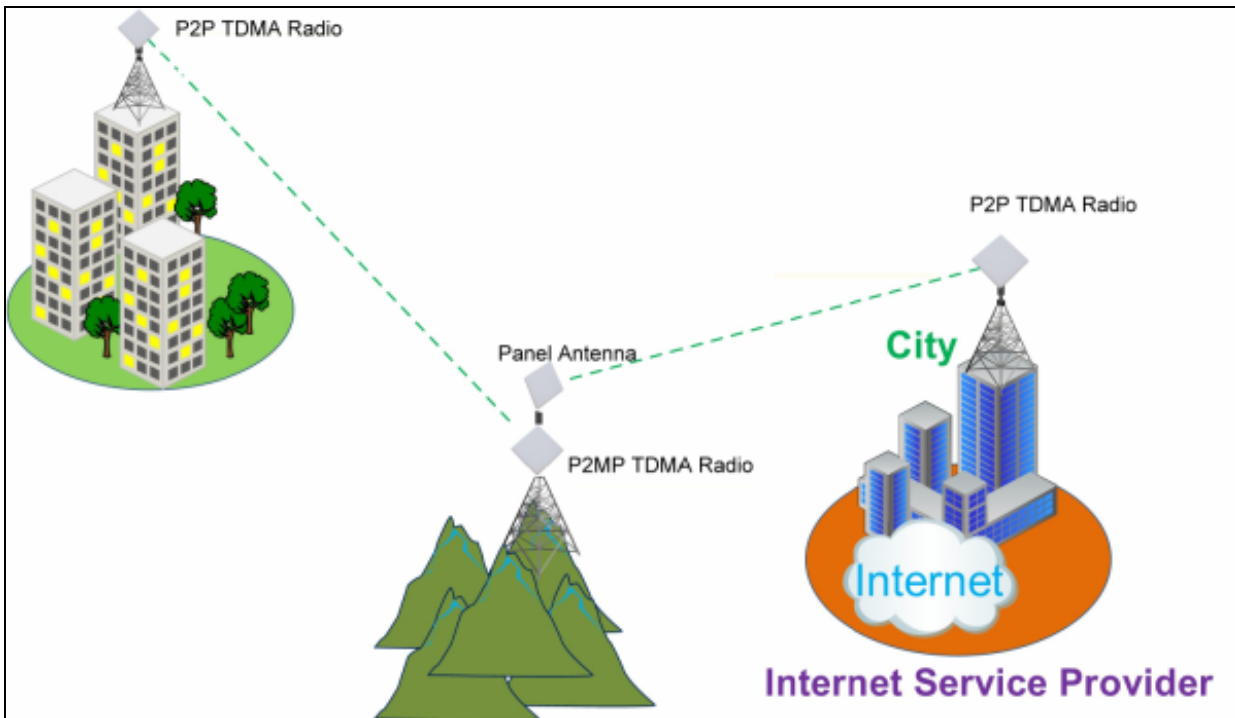 P2P TDMA Radio
P2P TDMA Radio
City
Panel Antenna
P2MP TDMA Radio
Internet
Internet Service Provider